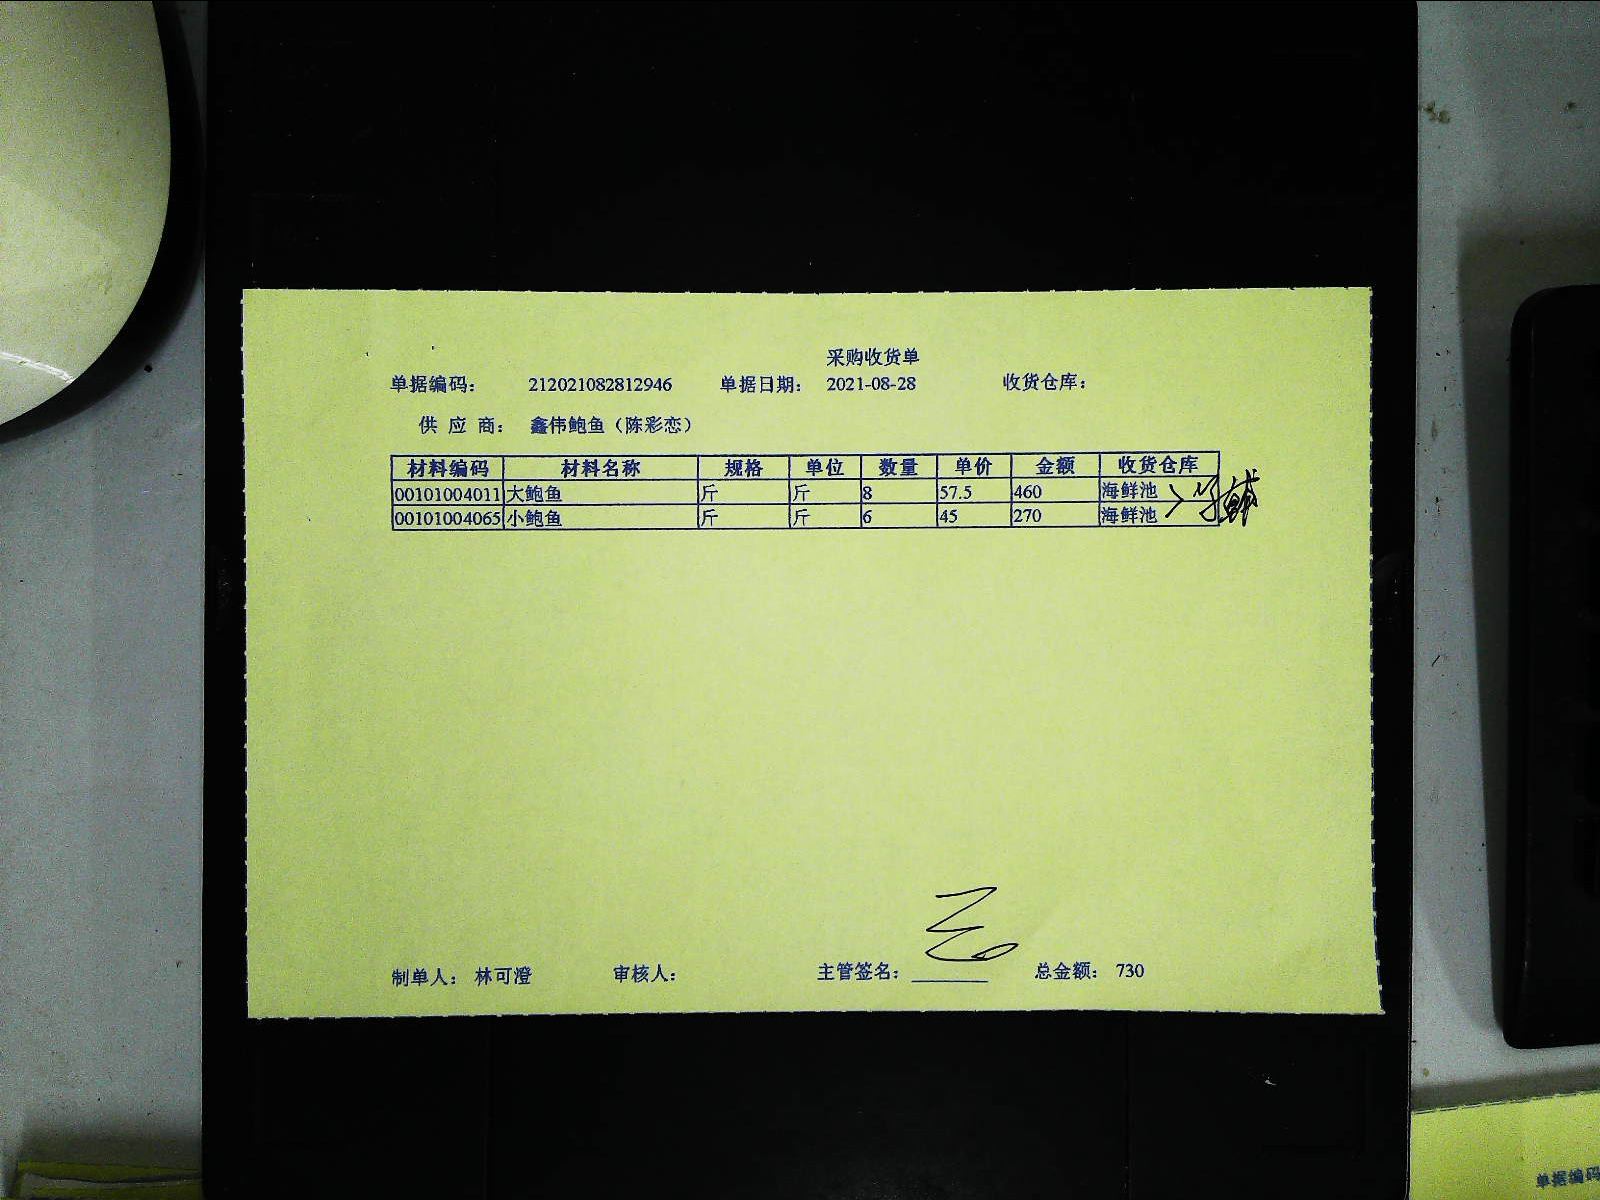 采购收货单
单据编码： 212021082812946 单据日期： 2021-08-28 收货仓库：
供 应 商： 鑫伟鲍鱼（陈彩恋）
材料编码 材料名称 规格 单位 数量 单价 金额 收货仓库
00101004011 大鲍鱼 斤 斤 8 57.5 460 海鲜池
00101004065 小鲍鱼 斤 斤 6 45 270 海鲜池
制单人： 林可澄 审核人： 主管签名： 总金额： 730
单据编码